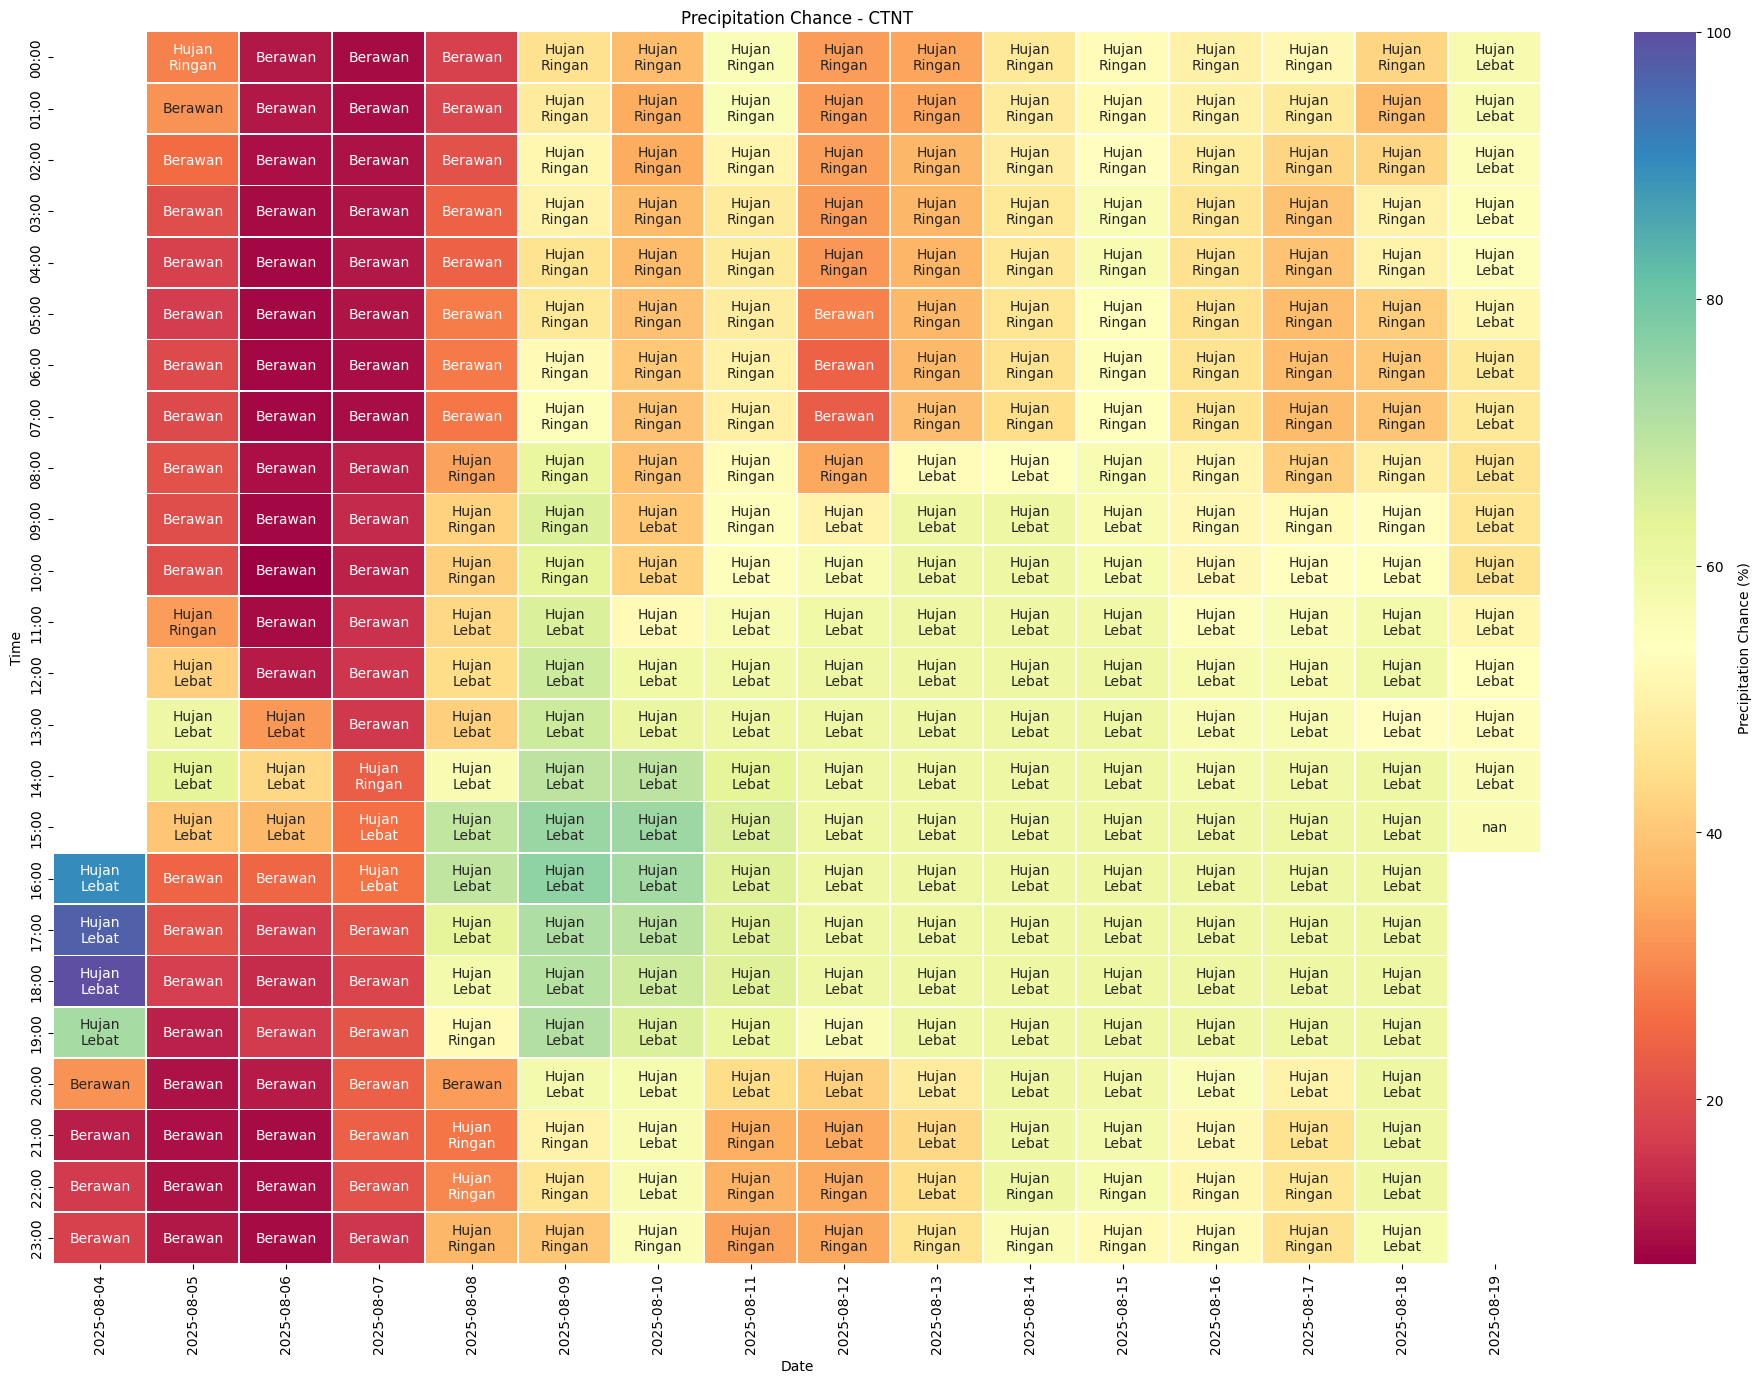 Precipitation Chance - CTNT
00:00 Hujan Ringan Berawan Berawan Berawan Hujan Ringan Hujan Ringan Hujan Ringan Hujan Ringan Hujan Ringan Hujan Ringan Hujan Ringan Hujan Ringan Hujan Ringan Hujan Ringan Hujan Lebat
01:00 Berawan Berawan Berawan Berawan Hujan Ringan Hujan Ringan Hujan Ringan Hujan Ringan Hujan Ringan Hujan Ringan Hujan Ringan Hujan Ringan Hujan Ringan Hujan Ringan Hujan Lebat
02:00 Berawan Berawan Berawan Berawan Hujan Ringan Hujan Ringan Hujan Ringan Hujan Ringan Hujan Ringan Hujan Ringan Hujan Ringan Hujan Ringan Hujan Ringan Hujan Ringan Hujan Lebat
03:00 Berawan Berawan Berawan Berawan Hujan Ringan Hujan Ringan Hujan Ringan Hujan Ringan Hujan Ringan Hujan Ringan Hujan Ringan Hujan Ringan Hujan Ringan Hujan Ringan Hujan Lebat
04:00 Berawan Berawan Berawan Berawan Hujan Ringan Hujan Ringan Hujan Ringan Hujan Ringan Hujan Ringan Hujan Ringan Hujan Ringan Hujan Ringan Hujan Ringan Hujan Ringan Hujan Lebat
05:00 Berawan Berawan Berawan Berawan Hujan Ringan Hujan Ringan Hujan Ringan Berawan Hujan Ringan Hujan Ringan Hujan Ringan Hujan Ringan Hujan Ringan Hujan Ringan Hujan Lebat
06:00 Berawan Berawan Berawan Berawan Hujan Ringan Hujan Ringan Hujan Ringan Berawan Hujan Ringan Hujan Ringan Hujan Ringan Hujan Ringan Hujan Ringan Hujan Ringan Hujan Lebat
07:00 Berawan Berawan Berawan Berawan Hujan Ringan Hujan Ringan Hujan Ringan Berawan Hujan Ringan Hujan Ringan Hujan Ringan Hujan Ringan Hujan Ringan Hujan Ringan Hujan Lebat
08:00 Berawan Berawan Berawan Hujan Ringan Hujan Ringan Hujan Ringan Hujan Ringan Hujan Ringan Hujan Lebat Hujan Lebat Hujan Ringan Hujan Ringan Hujan Ringan Hujan Ringan Hujan Lebat
09:00 Berawan Berawan Berawan Hujan Ringan Hujan Ringan Hujan Lebat Hujan Ringan Hujan Lebat Hujan Lebat Hujan Lebat Hujan Lebat Hujan Ringan Hujan Ringan Hujan Ringan Hujan Lebat
10:00 Berawan Berawan Berawan Hujan Ringan Hujan Ringan Hujan Lebat Hujan Lebat Hujan Lebat Hujan Lebat Hujan Lebat Hujan Lebat Hujan Lebat Hujan Lebat Hujan Lebat Hujan Lebat
11:00 Hujan Ringan Berawan Berawan Hujan Lebat Hujan Lebat Hujan Lebat Hujan Lebat Hujan Lebat Hujan Lebat Hujan Lebat Hujan Lebat Hujan Lebat Hujan Lebat Hujan Lebat Hujan Lebat
12:00 Hujan Lebat Berawan Berawan Hujan Lebat Hujan Lebat Hujan Lebat Hujan Lebat Hujan Lebat Hujan Lebat Hujan Lebat Hujan Lebat Hujan Lebat Hujan Lebat Hujan Lebat Hujan Lebat
13:00 Hujan Lebat Hujan Lebat Berawan Hujan Lebat Hujan Lebat Hujan Lebat Hujan Lebat Hujan Lebat Hujan Lebat Hujan Lebat Hujan Lebat Hujan Lebat Hujan Lebat Hujan Lebat Hujan Lebat
14:00 Hujan Lebat Hujan Lebat Hujan Ringan Hujan Lebat Hujan Lebat Hujan Lebat Hujan Lebat Hujan Lebat Hujan Lebat Hujan Lebat Hujan Lebat Hujan Lebat Hujan Lebat Hujan Lebat Hujan Lebat
15:00 Hujan Lebat Hujan Lebat Hujan Lebat Hujan Lebat Hujan Lebat Hujan Lebat Hujan Lebat Hujan Lebat Hujan Lebat Hujan Lebat Hujan Lebat Hujan Lebat Hujan Lebat Hujan Lebat nan
16:00 Hujan Lebat Berawan Berawan Hujan Lebat Hujan Lebat Hujan Lebat Hujan Lebat Hujan Lebat Hujan Lebat Hujan Lebat Hujan Lebat Hujan Lebat Hujan Lebat Hujan Lebat Hujan Lebat
17:00 Hujan Lebat Berawan Berawan Berawan Hujan Lebat Hujan Lebat Hujan Lebat Hujan Lebat Hujan Lebat Hujan Lebat Hujan Lebat Hujan Lebat Hujan Lebat Hujan Lebat Hujan Lebat
18:00 Hujan Lebat Berawan Berawan Berawan Hujan Lebat Hujan Lebat Hujan Lebat Hujan Lebat Hujan Lebat Hujan Lebat Hujan Lebat Hujan Lebat Hujan Lebat Hujan Lebat Hujan Lebat
19:00 Hujan Lebat Berawan Berawan Berawan Hujan Ringan Hujan Lebat Hujan Lebat Hujan Lebat Hujan Lebat Hujan Lebat Hujan Lebat Hujan Lebat Hujan Lebat Hujan Lebat Hujan Lebat
20:00 Berawan Berawan Berawan Berawan Berawan Hujan Lebat Hujan Lebat Hujan Lebat Hujan Lebat Hujan Lebat Hujan Lebat Hujan Lebat Hujan Lebat Hujan Lebat Hujan Lebat
21:00 Berawan Berawan Berawan Berawan Hujan Ringan Hujan Ringan Hujan Lebat Hujan Ringan Hujan Lebat Hujan Lebat Hujan Lebat Hujan Lebat Hujan Lebat Hujan Lebat Hujan Lebat
22:00 Berawan Berawan Berawan Berawan Hujan Ringan Hujan Ringan Hujan Lebat Hujan Ringan Hujan Ringan Hujan Lebat Hujan Ringan Hujan Ringan Hujan Ringan Hujan Ringan Hujan Lebat
23:00 Berawan Berawan Berawan Berawan Hujan Ringan Hujan Ringan Hujan Ringan Hujan Ringan Hujan Ringan Hujan Ringan Hujan Ringan Hujan Ringan Hujan Ringan Hujan Ringan Hujan Lebat
Time
2025-08-04 2025-08-05 2025-08-06 2025-08-07 2025-08-08 2025-08-09 2025-08-10 2025-08-11 2025-08-12 2025-08-13 2025-08-14 2025-08-15 2025-08-16 2025-08-17 2025-08-18 2025-08-19
Date
100
80
60
40
20
Precipitation Chance (%)